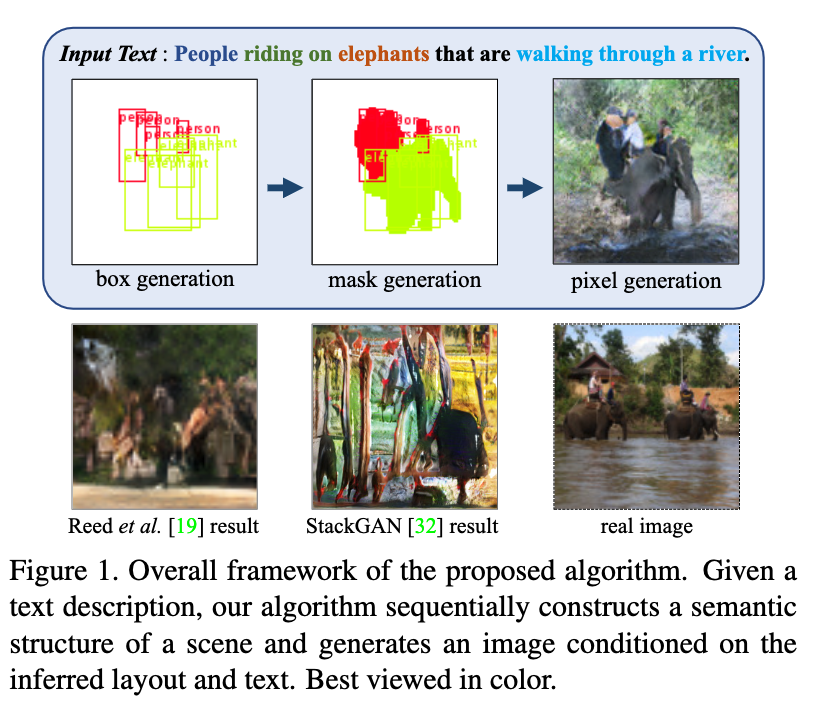 Input Text : People riding on elephants that are walking through a river.
person
person
person
person
elephant
elephant
elephant
box generation
mask generation
pixel generation
Reed et al. [19] result
StackGAN [32] result
real image
Figure 1. Overall framework of the proposed algorithm. Given a
text description, our algorithm sequentially constructs a semantic
structure of a scene and generates an image conditioned on the
inferred layout and text. Best viewed in color.